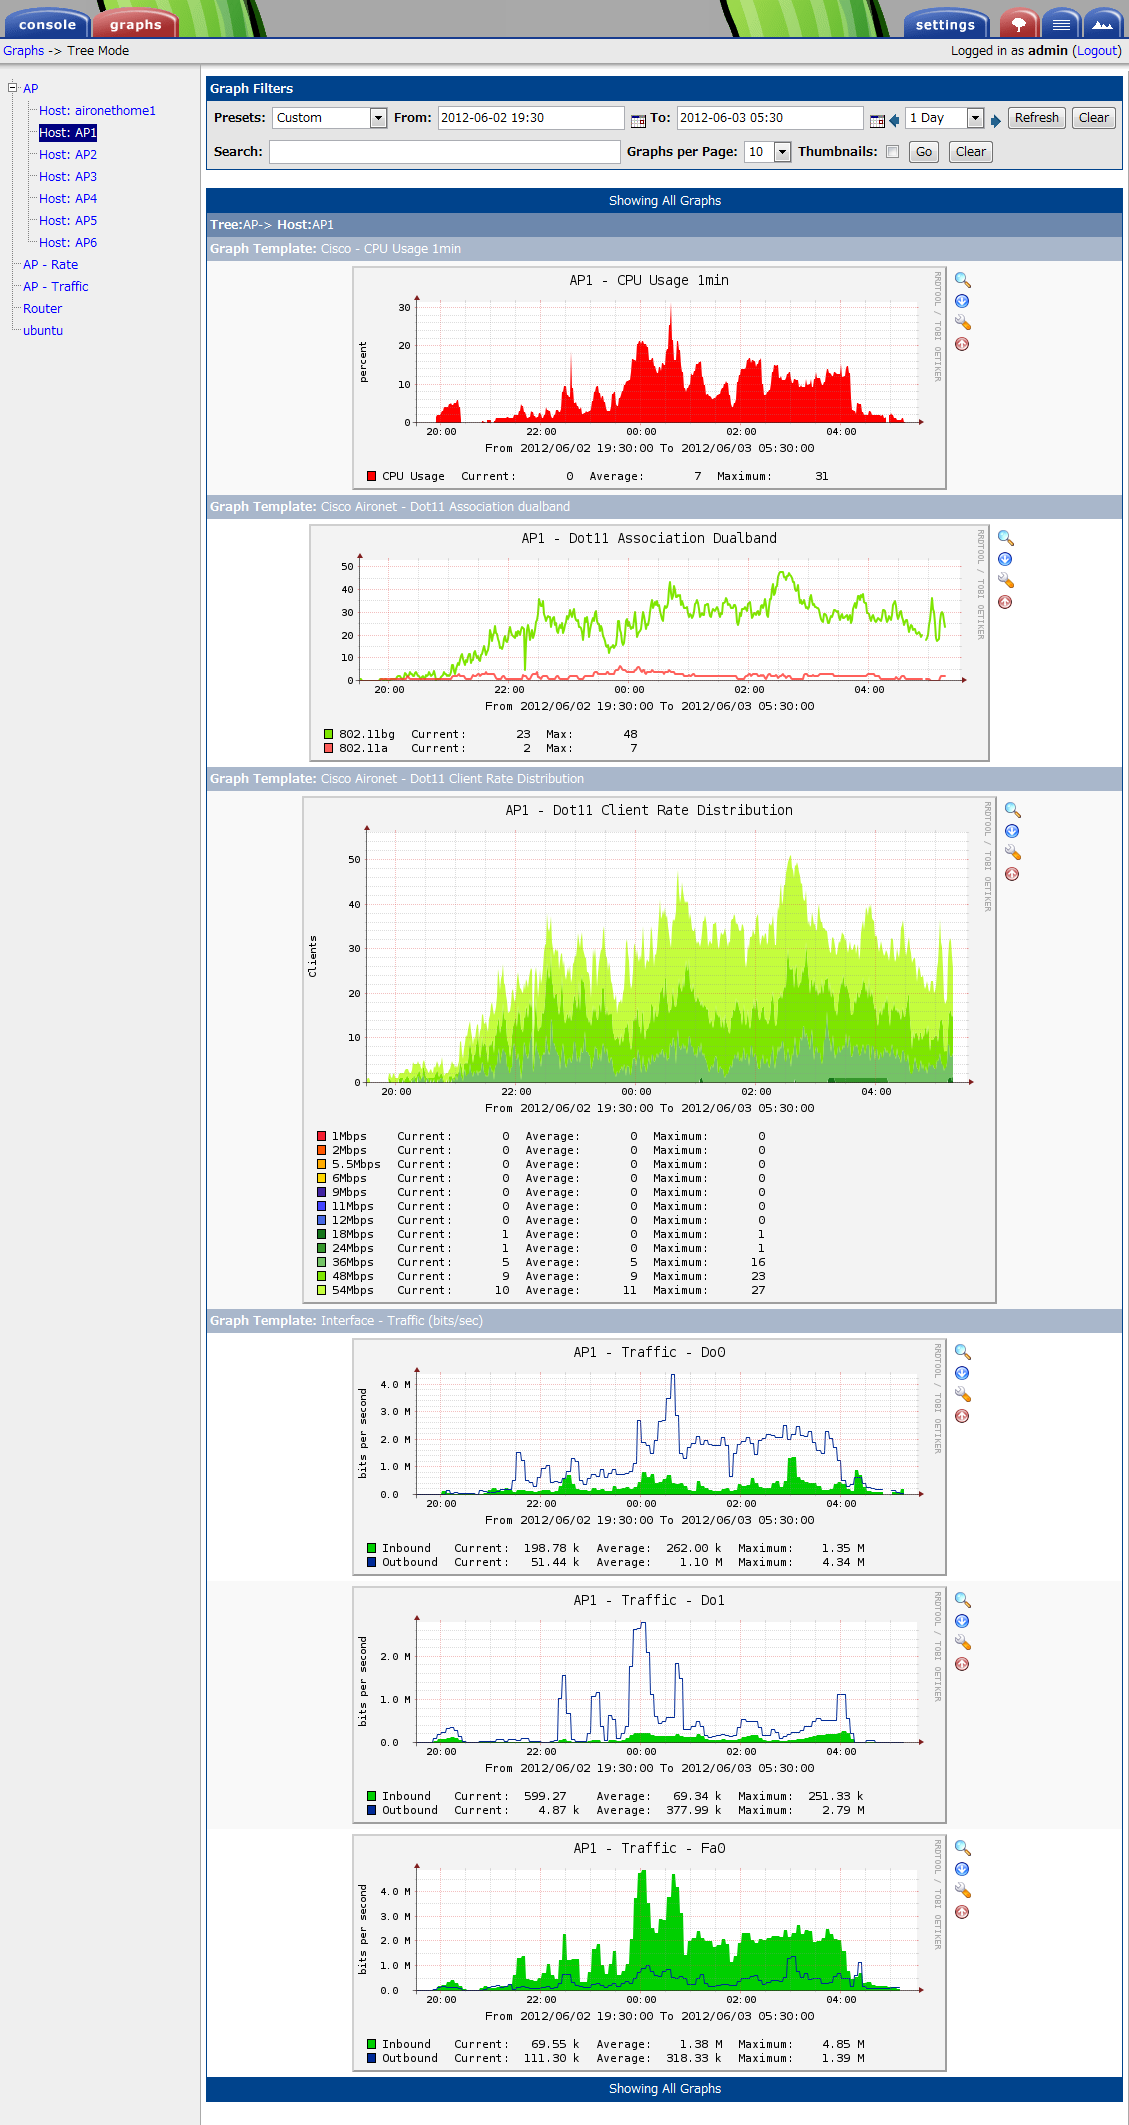 console graphs settings
Graphs -> Tree Mode Logged in as admin (Logout)
AP
Host: aironethome1
Host: AP1
Host: AP2
Host: AP3
Host: AP4
Host: AP5
Host: AP6
AP - Rate
AP - Traffic
Router
ubuntu
Graph Filters
Presets: Custom From: 2012-06-02 19:30 To: 2012-06-03 05:30 1 Day Refresh Clear
Search: Graphs per Page: 10 Thumbnails: Go Clear
Showing All Graphs
Tree:AP-> Host:AP1
Graph Template: Cisco - CPU Usage 1min
AP1 - CPU Usage 1min
RRDTOOL / TOBI OETIKER
percent
30
20
10
0
20:00 22:00 00:00 02:00 04:00
From 2012/06/02 19:30:00 To 2012/06/03 05:30:00
CPU Usage Current: 0 Average: 7 Maximum: 31
Graph Template: Cisco Aironet - Dot11 Association dualband
AP1 - Dot11 Association Dualband
RRDTOOL / TOBI OETIKER
50
40
30
20
10
0
20:00 22:00 00:00 02:00 04:00
From 2012/06/02 19:30:00 To 2012/06/03 05:30:00
802.11bg Current: 23 Max: 48
802.11a Current: 2 Max: 7
Graph Template: Cisco Aironet - Dot11 Client Rate Distribution
AP1 - Dot11 Client Rate Distribution
RRDTOOL / TOBI OETIKER
Clients
50
40
30
20
10
0
20:00 22:00 00:00 02:00 04:00
From 2012/06/02 19:30:00 To 2012/06/03 05:30:00
1Mbps Current: 0 Average: 0 Maximum: 0
2Mbps Current: 0 Average: 0 Maximum: 0
5.5Mbps Current: 0 Average: 0 Maximum: 0
6Mbps Current: 0 Average: 0 Maximum: 0
9Mbps Current: 0 Average: 0 Maximum: 0
11Mbps Current: 0 Average: 0 Maximum: 0
12Mbps Current: 0 Average: 0 Maximum: 0
18Mbps Current: 1 Average: 0 Maximum: 1
24Mbps Current: 1 Average: 0 Maximum: 1
36Mbps Current: 5 Average: 5 Maximum: 16
48Mbps Current: 9 Average: 9 Maximum: 23
54Mbps Current: 10 Average: 11 Maximum: 27
Graph Template: Interface - Traffic (bits/sec)
AP1 - Traffic - Do0
RRDTOOL / TOBI OETIKER
bits per second
4.0 M
3.0 M
2.0 M
1.0 M
0.0
20:00 22:00 00:00 02:00 04:00
From 2012/06/02 19:30:00 To 2012/06/03 05:30:00
Inbound Current: 198.78 k Average: 262.00 k Maximum: 1.35 M
Outbound Current: 51.44 k Average: 1.10 M Maximum: 4.34 M
AP1 - Traffic - Do1
RRDTOOL / TOBI OETIKER
bits per second
2.0 M
1.0 M
0.0
20:00 22:00 00:00 02:00 04:00
From 2012/06/02 19:30:00 To 2012/06/03 05:30:00
Inbound Current: 599.27 Average: 69.34 k Maximum: 251.33 k
Outbound Current: 4.87 k Average: 377.99 k Maximum: 2.79 M
AP1 - Traffic - Fa0
RRDTOOL / TOBI OETIKER
bits per second
4.0 M
3.0 M
2.0 M
1.0 M
0.0
20:00 22:00 00:00 02:00 04:00
From 2012/06/02 19:30:00 To 2012/06/03 05:30:00
Inbound Current: 69.55 k Average: 1.38 M Maximum: 4.85 M
Outbound Current: 111.30 k Average: 318.33 k Maximum: 1.39 M
Showing All Graphs